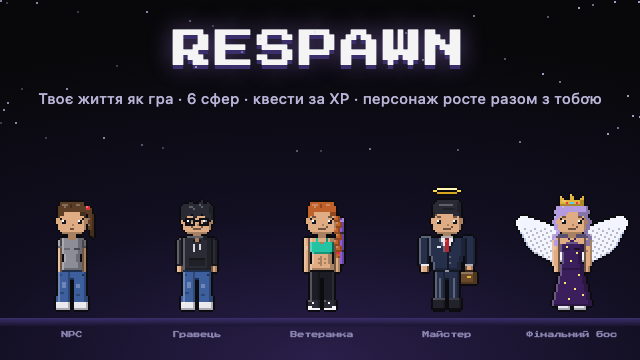 RESPAWN
Твоє життя як гра · 6 сфер · квести за XP · персонаж росте разом з тобою
NPC
Гравець
Ветеранка
Майстер
Фінальний бос